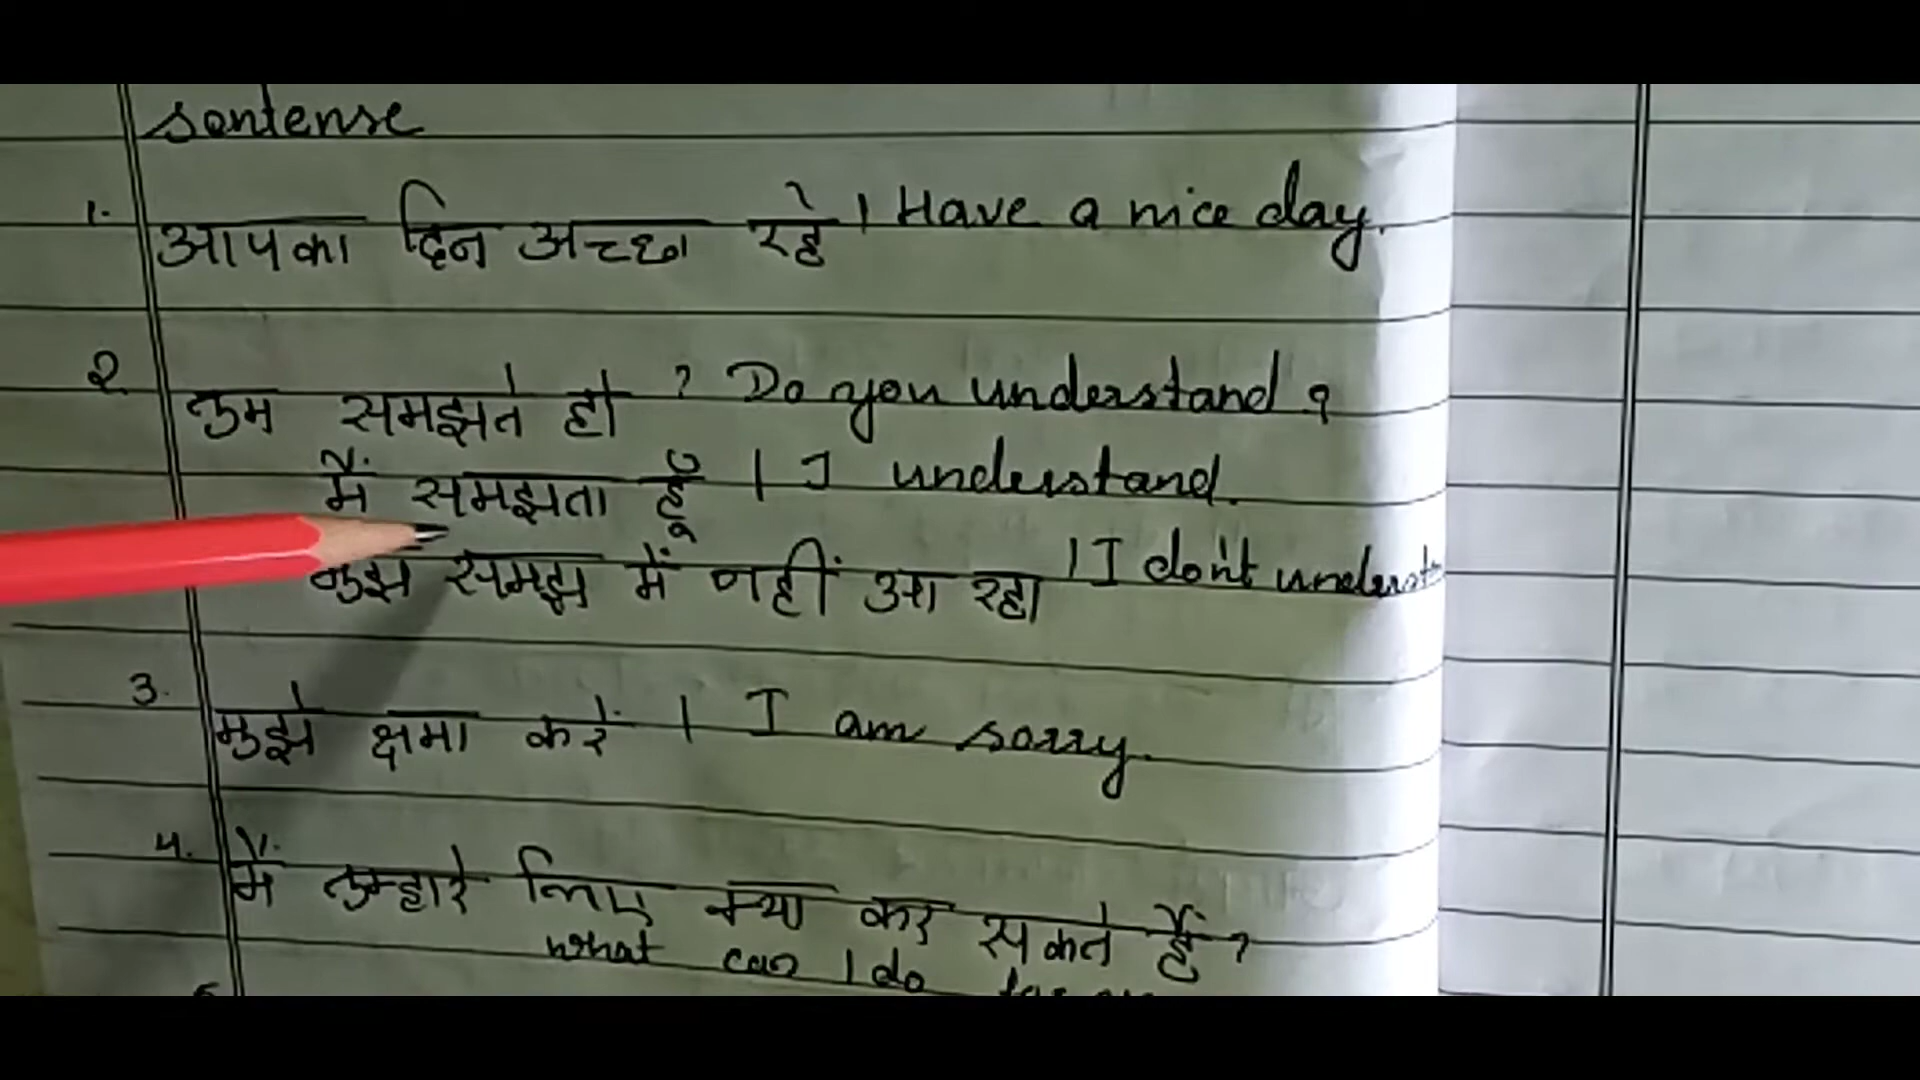 sentense
1. आपका दिन अच्छा रहे । Have a nice day.
2 तुम समझते हो ? Do you understand ?
मैं समझता हूँ । I understand.
समझ में नहीं आ रहा । I don't
3. मुझे क्षमा करें । I am sorry.
4. मैं तुम्हारे लिए क्या कर सकते हैं ?
what can I do